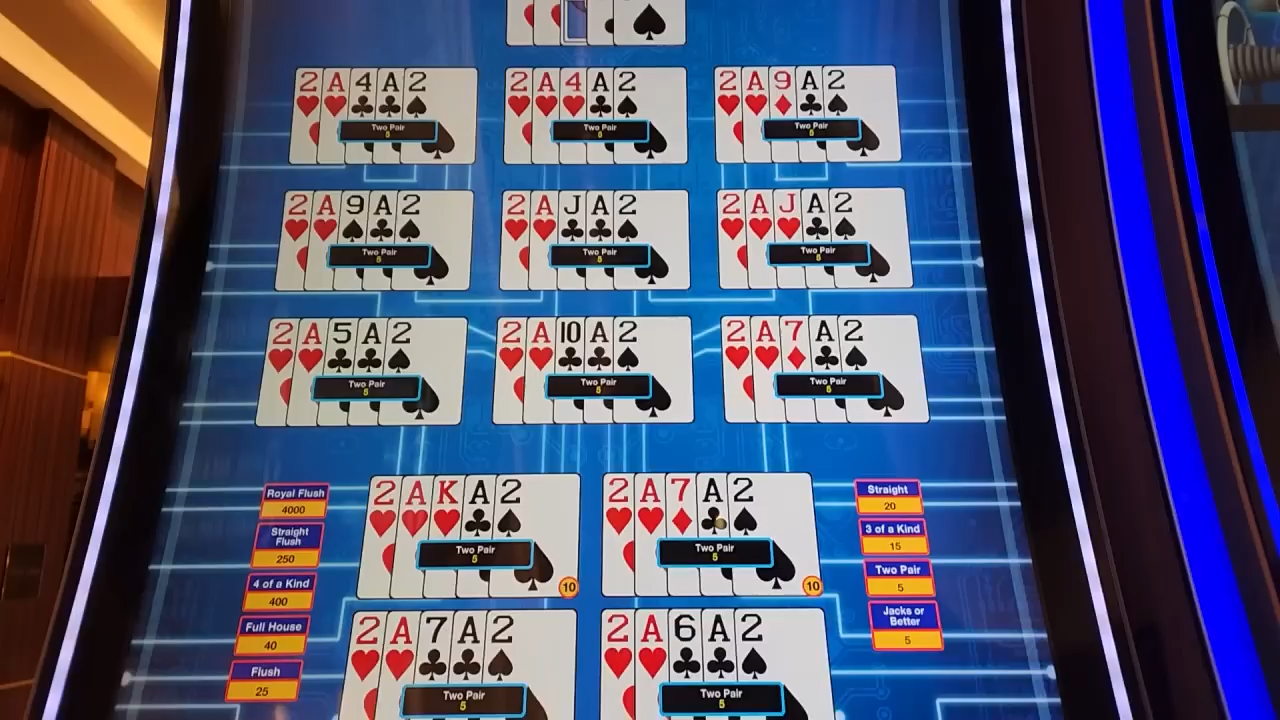 2 A 4 A 2
Two Pair
5
2 A 4 A 2
Two Pair
5
2 A 9 A 2
Two Pair
5
2 A 9 A 2
Two Pair
5
2 A J A 2
Two Pair
5
2 A J A 2
Two Pair
5
2 A 5 A 2
Two Pair
5
2 A 10 A 2
Two Pair
5
2 A 7 A 2
Two Pair
5
Royal Flush
4000
Straight
Flush
250
4 of a Kind
400
Full House
40
Flush
25
2 A K A 2
Two Pair
5
10
2 A 7 A 2
Two Pair
5
10
2 A 7 A 2
Two Pair
5
2 A 6 A 2
Two Pair
5
Straight
20
3 of a Kind
15
Two Pair
5
Jacks or
Better
5